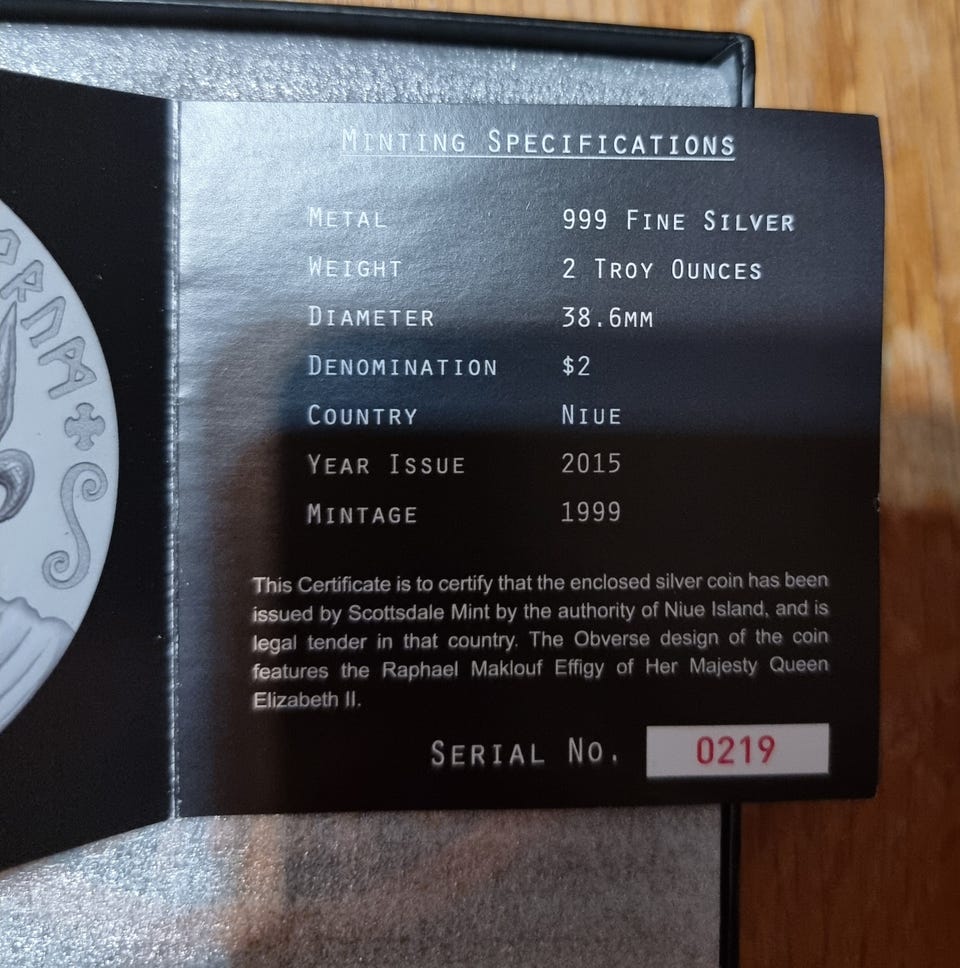 MINTING SPECIFICATIONS
METAL 999 FINE SILVER
WEIGHT 2 TROY OUNCES
DIAMETER 38.6MM
DENOMINATION $2
COUNTRY NIUE
YEAR ISSUE 2015
MINTAGE 1999
This Certificate is to certify that the enclosed silver coin has been
issued by Scottsdale Mint by the authority of Niue Island, and is
legal tender in that country. The Obverse design of the coin
features the Raphael Maklouf Effigy of Her Majesty Queen
Elizabeth II.
SERIAL NO. 0219